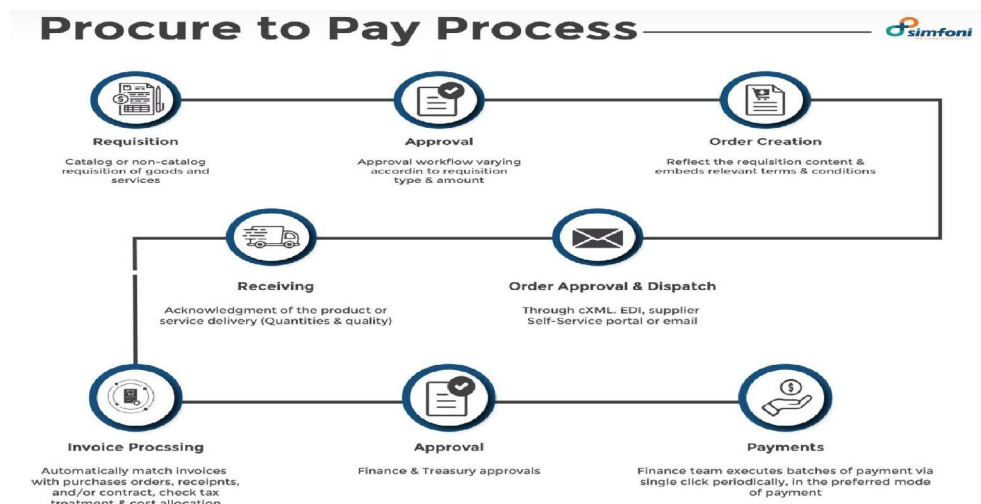 Procure to Pay Process
simfoni
Requisition
Catalog or non-catalog
requisition of goods and
services
Approval
Approval workflow varying
accordin to requisition
type & amount
Order Creation
Reflect the requisition content &
embeds relevant terms & conditions
Receiving
Acknowledgment of the product or
service delivery (Quantities & quality)
Order Approval & Dispatch
Through cXML. EDI, supplier
Self-Service portal or email
Invoice Procssing
Automatically match invoices
with purchases orders, receipnts,
and/or contract, check tax
treatment & cost allocation
Approval
Finance & Treasury approvals
Payments
Finance team executes batches of payment via
single click periodically, in the preferred mode
of payment